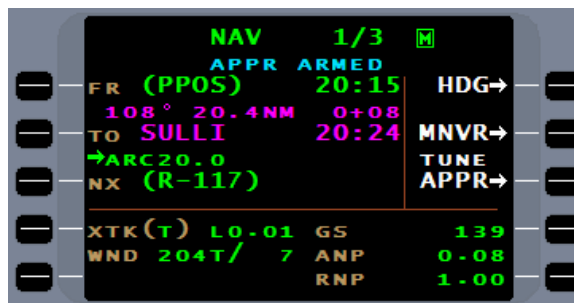 NAV 1/3 M
APPR ARMED
FR (PPOS) 20:15 HDG→
108° 20.4NM 0+08
TO SULLI 20:24 MNVR→
→ARC20.0 TUNE
NX (R-117) APPR→
XTK(T) L0.01 GS 139
WND 204T/ 7 ANP 0.08
RNP 1.00